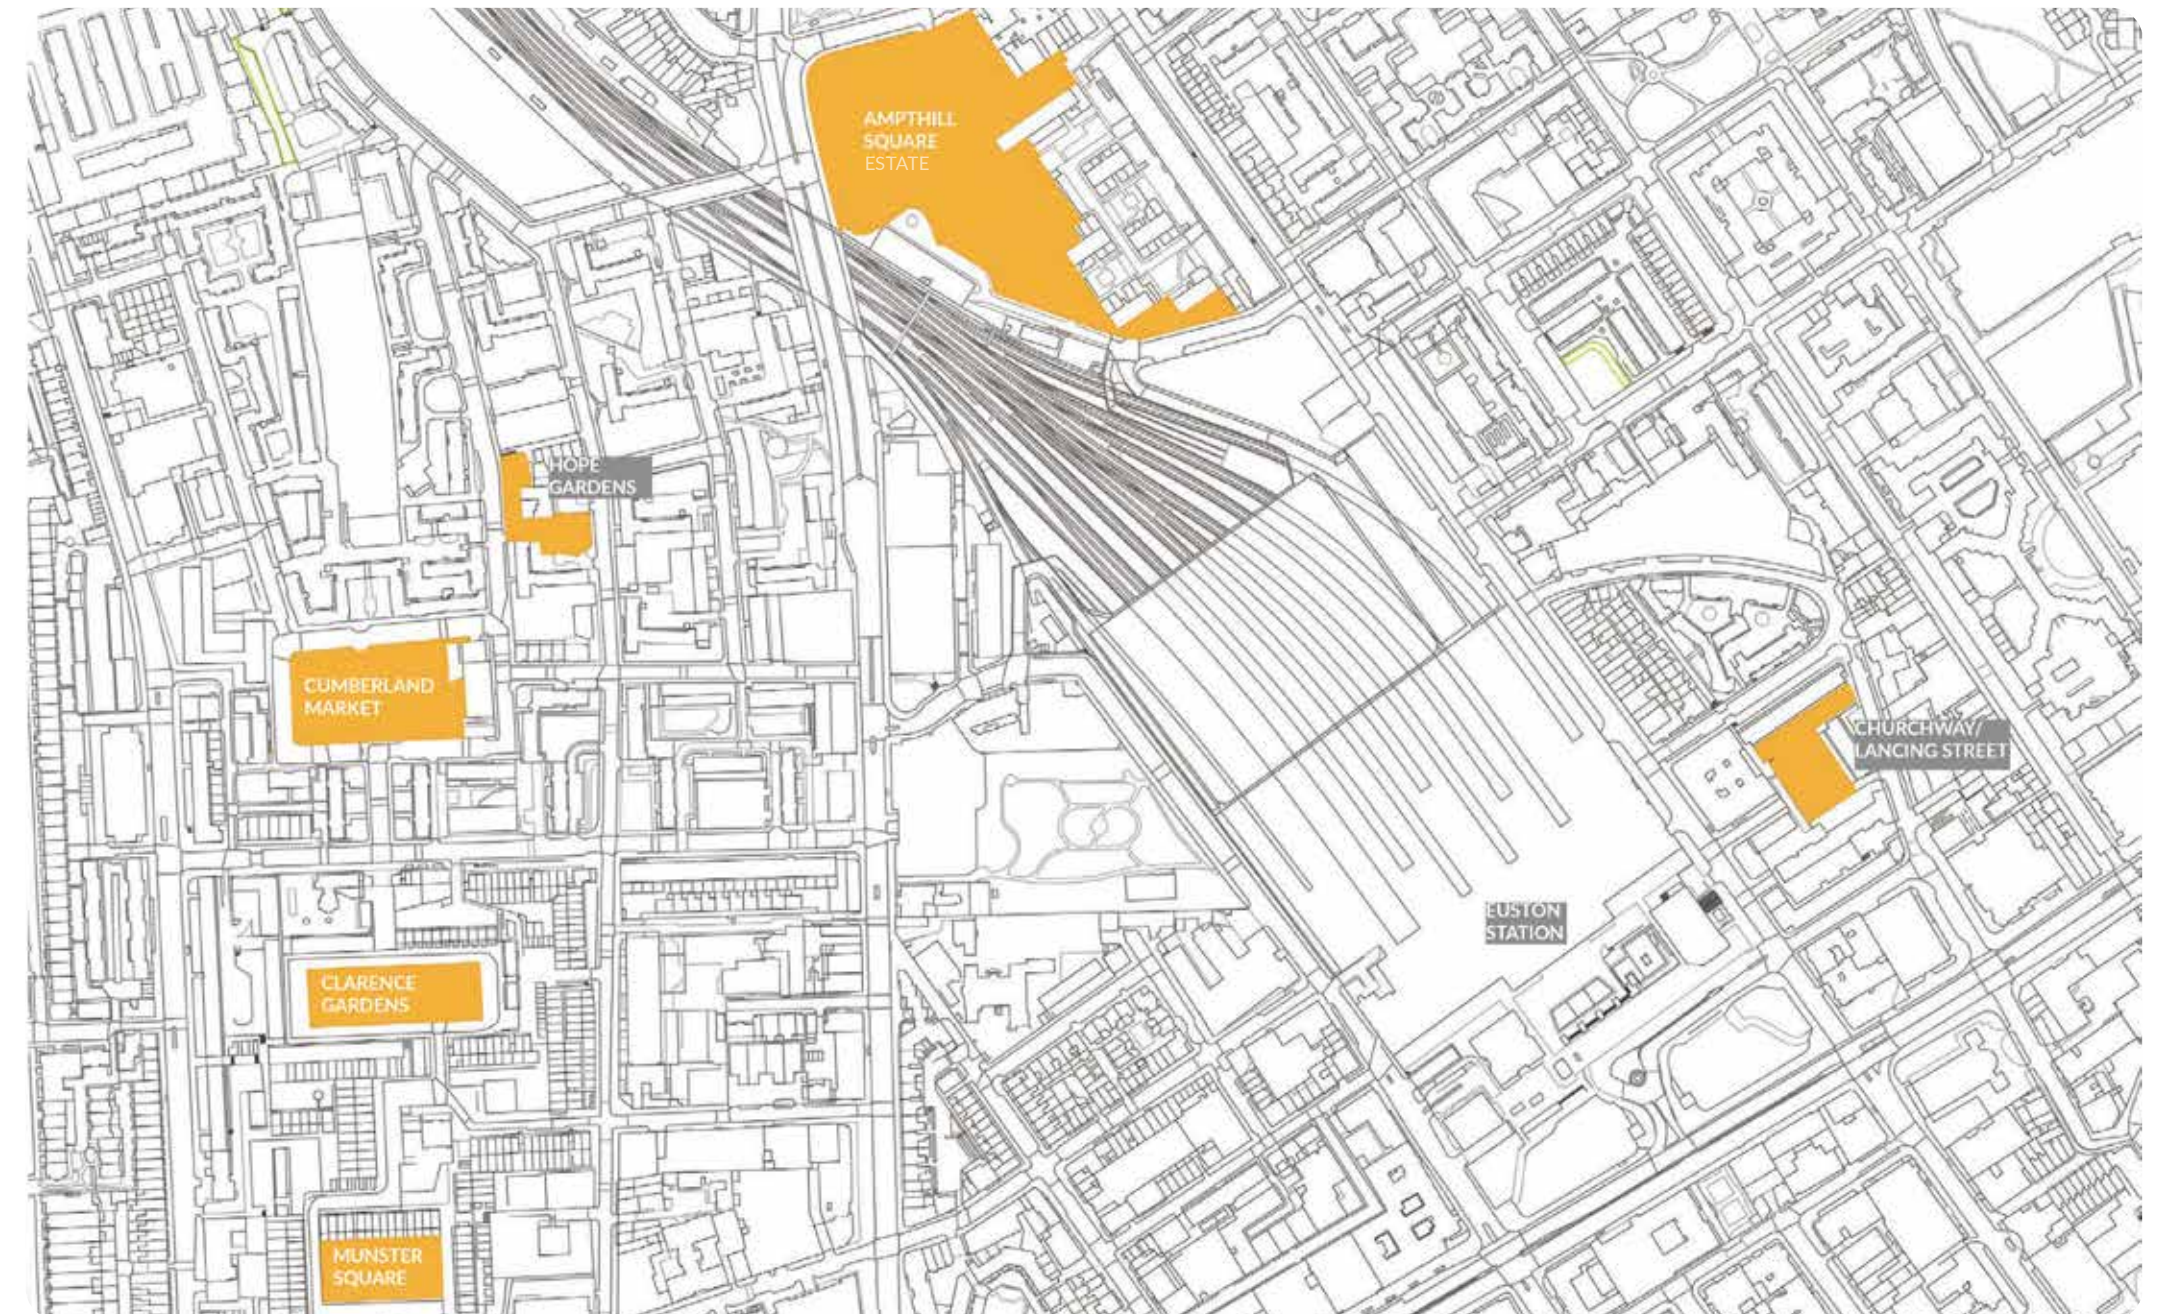 AMPTHILL
SQUARE
ESTATE
HOPE
GARDENS
CUMBERLAND
MARKET
CHURCHWAY/
LANCING STREET
EUSTON
STATION
CLARENCE
GARDENS
MUNSTER
SQUARE